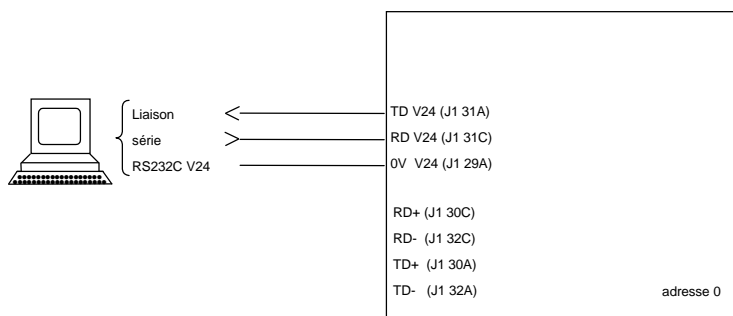 Liaison
série
RS232C V24
TD V24 (J1 31A)
RD V24 (J1 31C)
0V V24 (J1 29A)
RD+ (J1 30C)
RD- (J1 32C)
TD+ (J1 30A)
TD- (J1 32A)
adresse 0